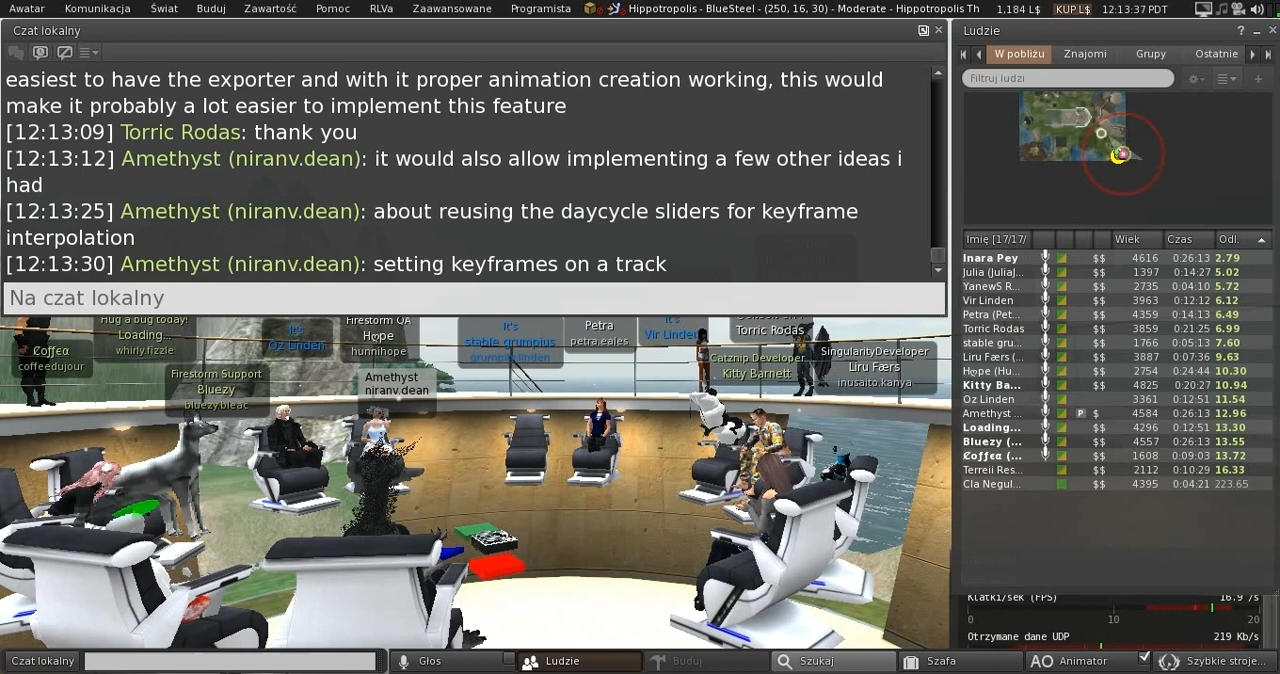 Awatar Komunikacja Świat Buduj Zawartość Pomoc RLVa Zaawansowane Programista Hippotropolis - BlueSteel - (250, 16, 30) - Moderate - Hippotropolis Th 1,184 L$ KUP L$ 12:13:37 PDT
Czat lokalny
easiest to have the exporter and with it proper animation creation working, this would
make it probably a lot easier to implement this feature
[12:13:09] Torric Rodas: thank you
[12:13:12] Amethyst (niranv.dean): it would also allow implementing a few other ideas i
had
[12:13:25] Amethyst (niranv.dean): about reusing the daycycle sliders for keyframe
interpolation
[12:13:30] Amethyst (niranv.dean): setting keyframes on a track
Na czat lokalny
Ludzie
W pobliżu Znajomi Grupy Ostatnie
Filtruj ludzi
Imię [17/17/ Wiek Czas Odl.
Inara Pey $$ 4616 0:26:13 2.79
Julia (JuliaJ... $$ 1397 0:14:27 5.02
YanewS R... $$ 2735 0:04:10 5.72
Vir Linden $$ 3963 0:12:12 6.12
Petra (Pet... $$ 4359 0:14:13 6.49
Torric Rodas $$ 3859 0:21:25 6.99
stable gru... $$ 1766 0:05:13 7.60
Liru Færs (... $$ 3887 0:07:36 9.63
Hɵpe (Hu... $$ 2754 0:24:44 10.30
Kitty Ba... $$ 4825 0:20:27 10.94
Oz Linden $$ 3361 0:12:51 11.54
Amethyst ... P $ 4584 0:26:13 12.96
Loading... $$ 4296 0:12:51 13.30
Bluezy (... $$ 4557 0:26:13 13.55
Coffee (... $$ 1608 0:09:03 13.72
Terreii Res... $$ 2112 0:10:29 16.33
Cla Negul... $$ 4395 0:04:21 223.65
Klatki/sek (FPS) 16.9 /s
0 10 20
Otrzymane dane UDP 219 Kb/s
Hug a bug today!
Loading...
whirly.fizzle
coffeedujour
It's
Oz Linden
Firestorm QA
Hɵpe
hunnihope
Firestorm Support
Bluezy
bluezy.bleac
Amethyst
niranv.dean
It's
stable grumpius
grumpity.linden
Petra
petra.eales
It's
Vir Linden
Torric Rodas
Catznip Developer
Kitty Barnett
SingularityDeveloper
Liru Færs
inusaito.kanya
Czat lokalny Głos Ludzie Buduj Szukaj Szafa AO Animator Szybkie stroje...